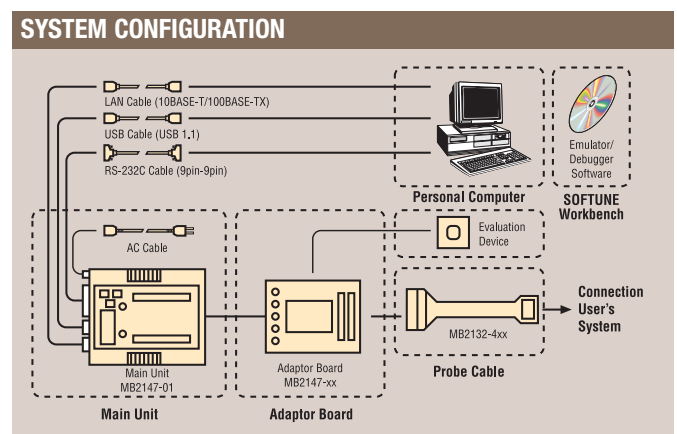 SYSTEM CONFIGURATION
LAN Cable (10BASE-T/100BASE-TX)
USB Cable (USB 1.1)
RS-232C Cable (9pin-9pin)
Personal Computer
Emulator/
Debugger
Software
SOFTUNE
Workbench
AC Cable
Main Unit
MB2147-01
Main Unit
Adaptor Board
MB2147-xx
Adaptor Board
Evaluation
Device
MB2132-4xx
Probe Cable
Connection
User's
System